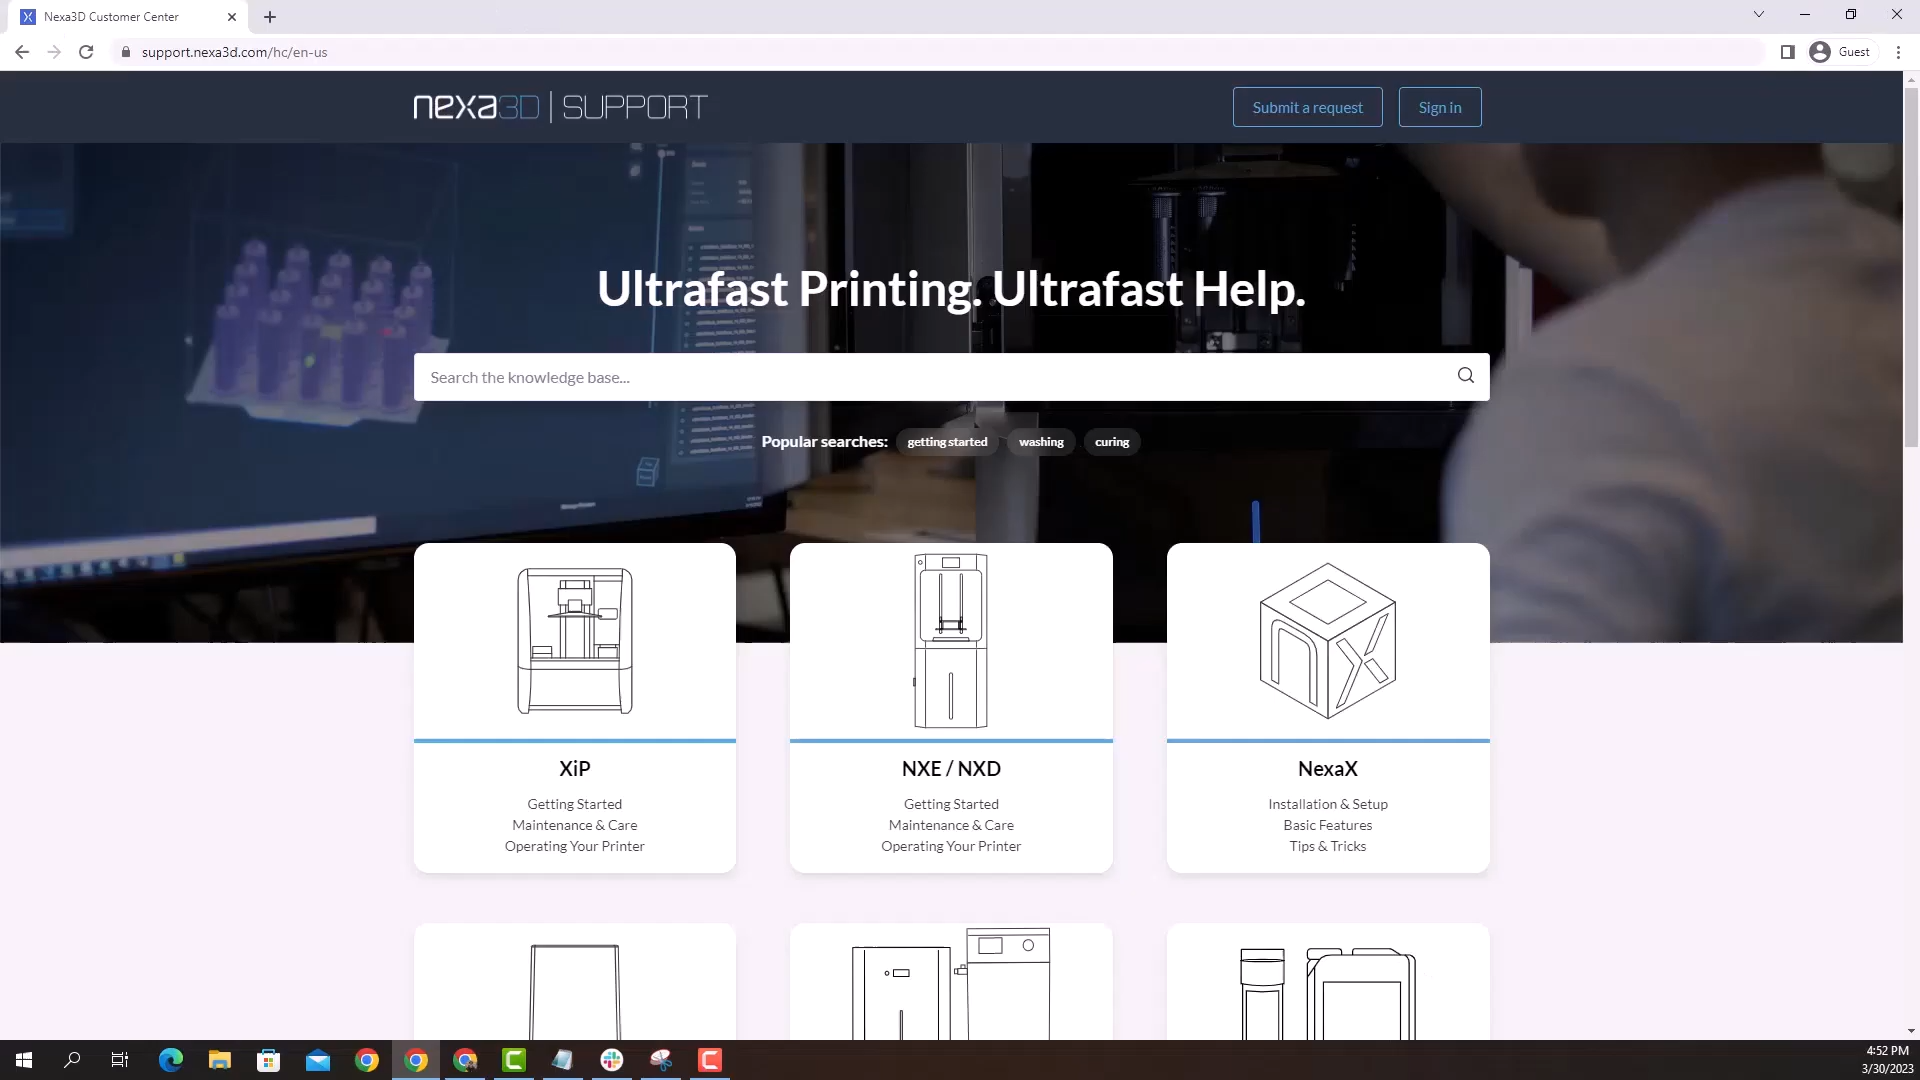 Nexa3D Customer Center
support.nexa3d.com/hc/en-us
Guest
nexa3D | SUPPORT
Submit a request
Sign in
Ultrafast Printing. Ultrafast Help.
Search the knowledge base...
Popular searches: getting started washing curing
XiP
Getting Started
Maintenance & Care
Operating Your Printer
NXE / NXD
Getting Started
Maintenance & Care
Operating Your Printer
NexaX
Installation & Setup
Basic Features
Tips & Tricks
4:52 PM
3/30/2023